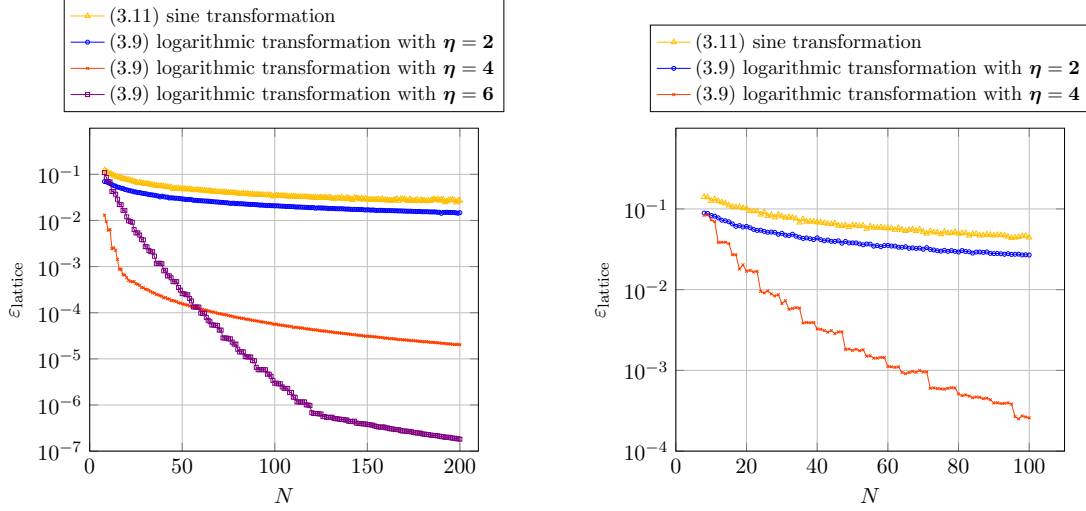 (3.11) sine transformation
(3.9) logarithmic transformation with η = 2
(3.9) logarithmic transformation with η = 4
(3.9) logarithmic transformation with η = 6
10⁻¹
10⁻²
10⁻³
10⁻⁴
10⁻⁵
10⁻⁶
10⁻⁷
ε_lattice
0 50 100 150 200
N
(3.11) sine transformation
(3.9) logarithmic transformation with η = 2
(3.9) logarithmic transformation with η = 4
10⁻¹
10⁻²
10⁻³
10⁻⁴
ε_lattice
0 20 40 60 80 100
N